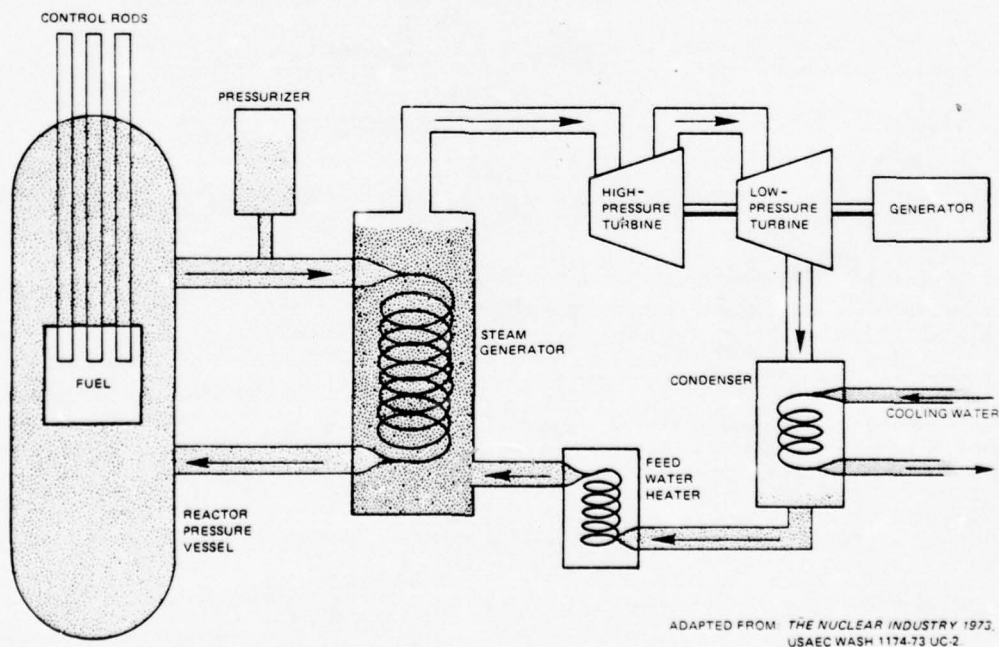 CONTROL RODS
PRESSURIZER
HIGH-
PRESSURE
TURBINE
LOW-
PRESSURE
TURBINE
GENERATOR
STEAM
GENERATOR
FUEL
CONDENSER
COOLING WATER
FEED
WATER
HEATER
REACTOR
PRESSURE
VESSEL
ADAPTED FROM: THE NUCLEAR INDUSTRY 1973,
USAEC WASH 1174-73 UC-2.